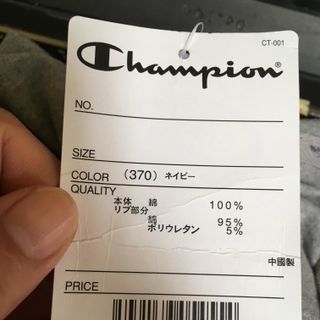 CT-001
Champion®
NO.
SIZE
COLOR (370) ネイビー
QUALITY
本体 綿 100%
リブ部分
綿 95%
ポリウレタン 5%
中國製
PRICE